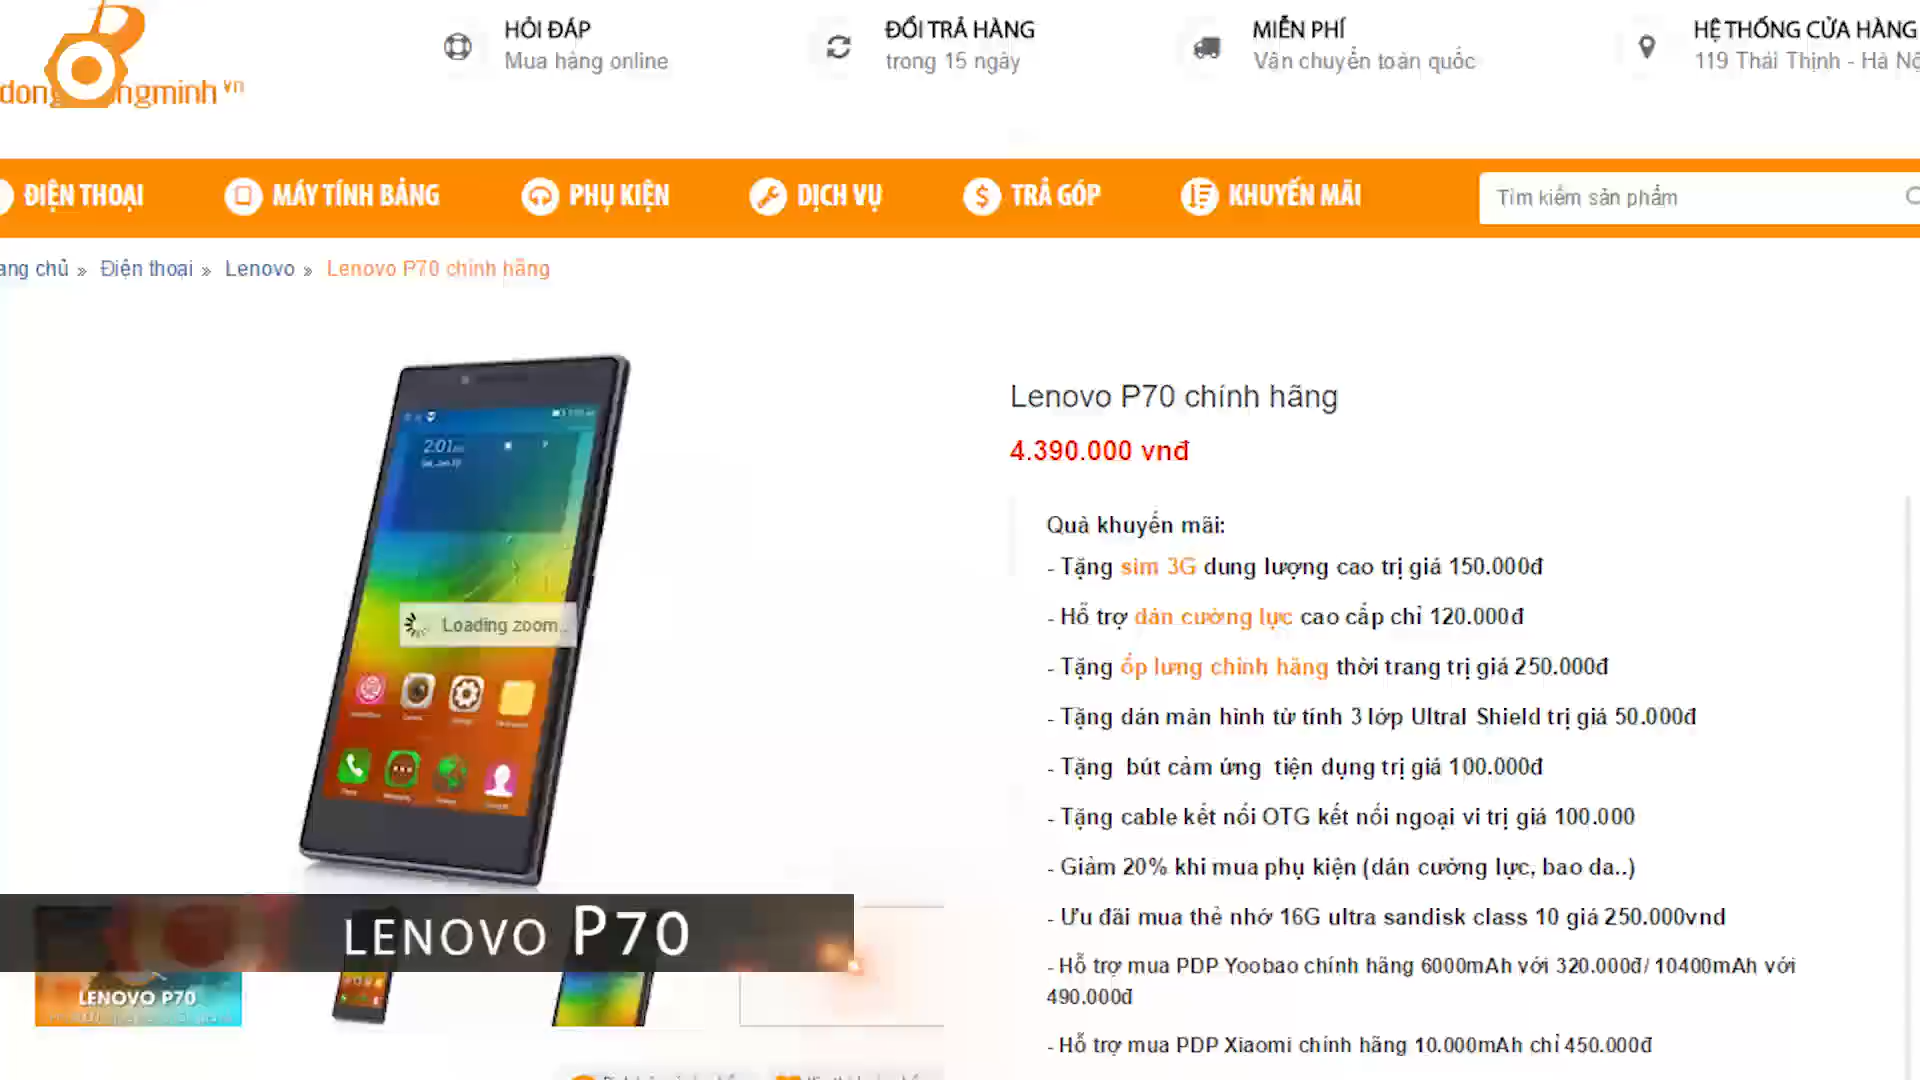 HỎI ĐÁP
Mua hàng online
ĐỔI TRẢ HÀNG
trong 15 ngày
MIỄN PHÍ
Vận chuyển toàn quốc
HỆ THỐNG CỬA HÀNG
119 Thái Thịnh - Hà Nộ
ngminh vn
ĐIỆN THOẠI
MÁY TÍNH BẢNG
PHỤ KIỆN
DỊCH VỤ
TRẢ GÓP
KHUYẾN MÃI
Tìm kiếm sản phẩm
ang chủ » Điện thoại » Lenovo » Lenovo P70 chính hãng
2:01
Loading zoom..
Lenovo P70 chính hãng
4.390.000 vnđ
Quà khuyến mãi:
- Tặng sim 3G dung lượng cao trị giá 150.000đ
- Hỗ trợ dán cường lực cao cấp chỉ 120.000đ
- Tặng ốp lưng chính hãng thời trang trị giá 250.000đ
- Tặng dán màn hình từ tính 3 lớp Ultral Shield trị giá 50.000đ
- Tặng bút cảm ứng tiện dụng trị giá 100.000đ
- Tặng cable kết nối OTG kết nối ngoại vi trị giá 100.000
- Giảm 20% khi mua phụ kiện (dán cường lực, bao da..)
- Ưu đãi mua thẻ nhớ 16G ultra sandisk class 10 giá 250.000vnd
- Hỗ trợ mua PDP Yoobao chính hãng 6000mAh với 320.000đ/ 10400mAh với
490.000đ
- Hỗ trợ mua PDP Xiaomi chính hãng 10.000mAh chỉ 450.000đ
LENOVO P70
LENOVO P70